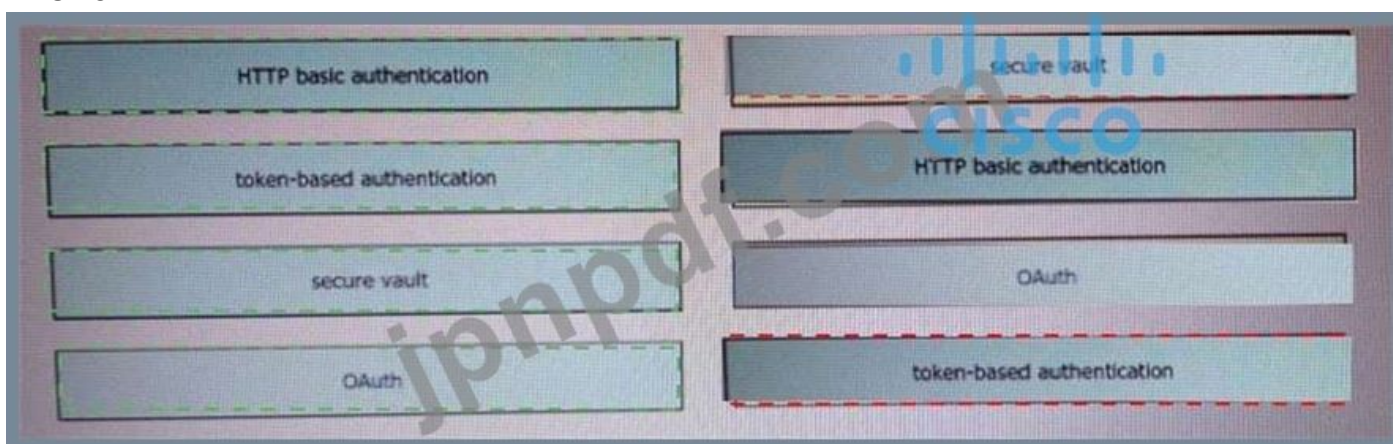 HTTP basic authentication
secure vault
CISCO
token-based authentication
HTTP basic authentication
secure vault
OAuth
OAuth
token-based authentication
jpnpdf.com